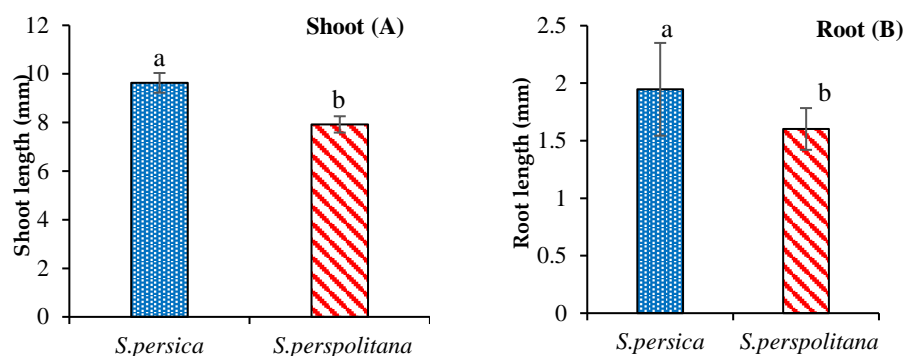 Shoot (A)
Shoot length (mm)
12
10
8
6
4
2
0
a
b
S.persica
S.perspolitana
Root (B)
Root length (mm)
2.5
2
1.5
1
0.5
0
a
b
S.persica
S.perspolitana